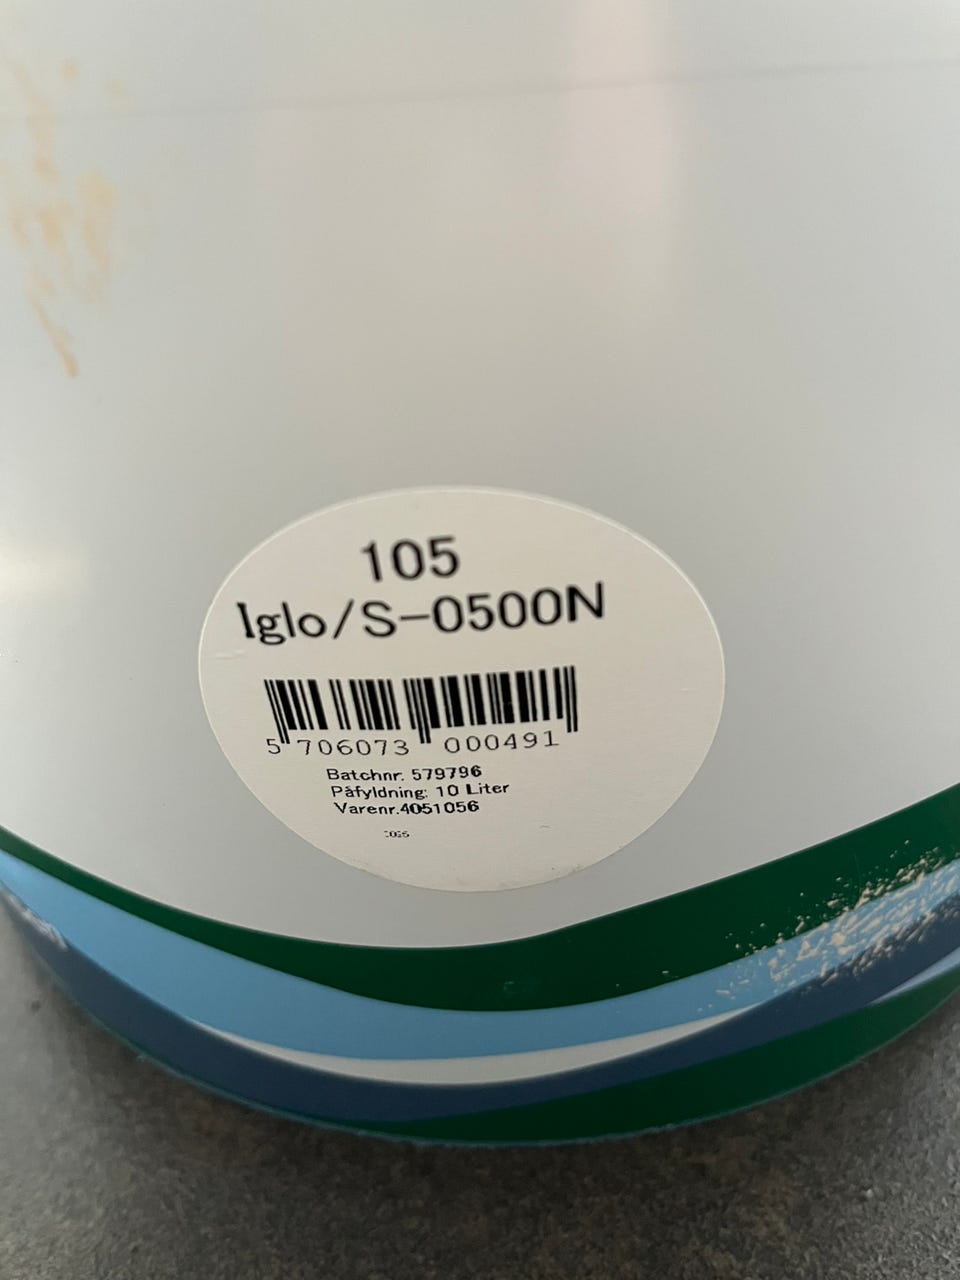 105
Iglo/S-0500N
5 706073 000491
Batchnr. 579796
Påfyldning: 10 Liter
Varenr.4051056